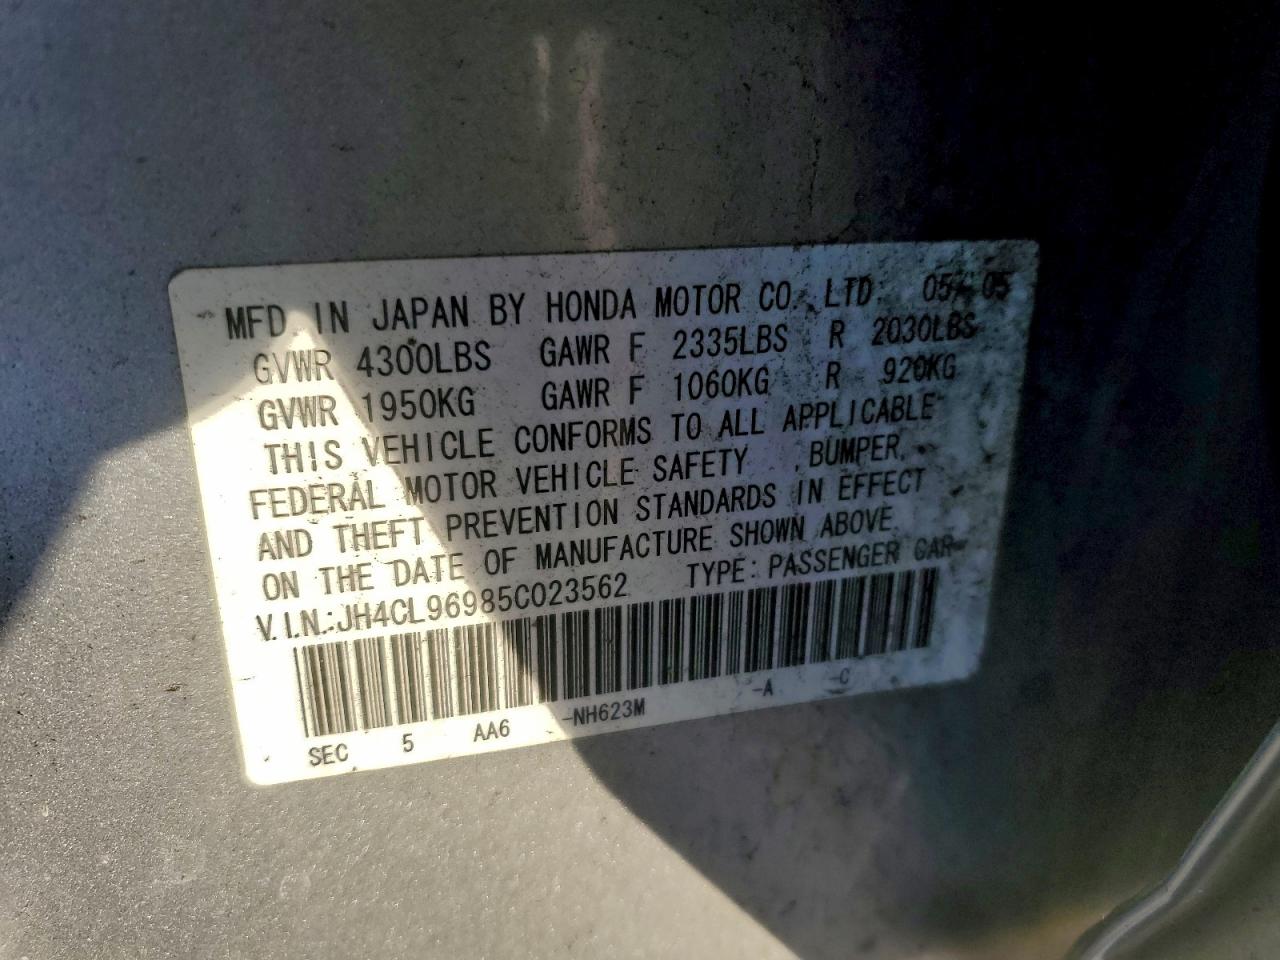 MFD. IN JAPAN BY HONDA MOTOR CO., LTD. 05/05
GVWR 4300LBS GAWR F 2335LBS R 2030LBS
GVWR 1950KG GAWR F 1060KG R 920KG
THIS VEHICLE CONFORMS TO ALL APPLICABLE
FEDERAL MOTOR VEHICLE SAFETY, BUMPER,
AND THEFT PREVENTION STANDARDS IN EFFECT
ON THE DATE OF MANUFACTURE SHOWN ABOVE
V.I.N.:JH4CL96985C023562 TYPE: PASSENGER CAR
SEC 5 AA6 -NH623M -A -C